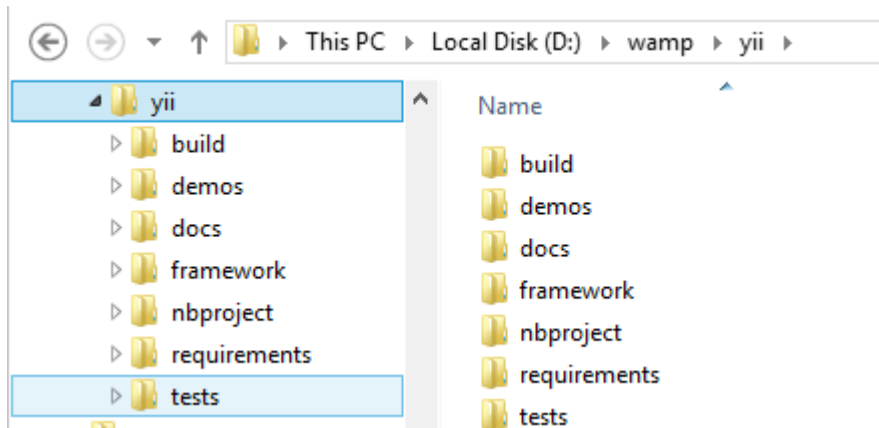 This PC Local Disk (D:) wamp yii
yii
build
demos
docs
framework
nbproject
requirements
tests
Name
build
demos
docs
framework
nbproject
requirements
tests